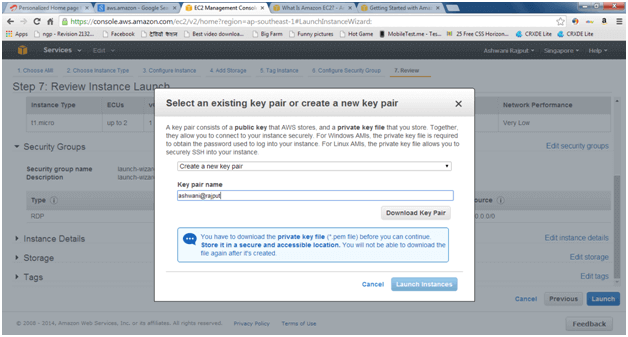 Personalized Home page
aws.amazon - Google Se
EC2 Management Conso
What Is Amazon EC2? - A
Getting Started with Amaz
https://console.aws.amazon.com/ec2/v2/home?region=ap-southeast-1#LaunchInstanceWizard:
Apps
Facebook
Best video downloa...
Big Farm
Funny pictures
Big Picture
World
MobileTest.me - Tes...
25 Free CSS Horizon...
CRXDE Lite
CRXDE Lite
Services
Edit
Ashwani Rajput
Singapore
Help
1. Choose AMI
2. Choose Instance Type
3. Configure Instance
4. Add Storage
5. Tag Instance
6. Configure Security Group
7. Review
Step 7: Review Instance Launch
Instance Type
ECUs
Network Performance
t1.micro
up to 2
Very Low
Security Groups
Edit security groups
Security group name
launch-wizar
Description
launch-wizar
Type
ource
RDP
0.0.0/0
Instance Details
Edit instance details
Storage
Edit storage
Tags
Edit tags
Cancel
Previous
Launch
Select an existing key pair or create a new key pair
A key pair consists of a public key that AWS stores, and a private key file that you store. Together,
they allow you to connect to your instance securely. For Windows AMIs, the private key file is required
to obtain the password used to log into your instance. For Linux AMIs, the private key file allows you to
securely SSH into your instance.
Create a new key pair
Key pair name
ashwani@rajput
Download Key Pair
You have to download the private key file (*.pem file) before you can continue.
Store it in a secure and accessible location. You will not be able to download the
file again after it's created.
Cancel
Launch Instances
© 2008 - 2014, Amazon Web Services, Inc. or its affiliates. All rights reserved.
Privacy Policy
Terms of Use
Feedback